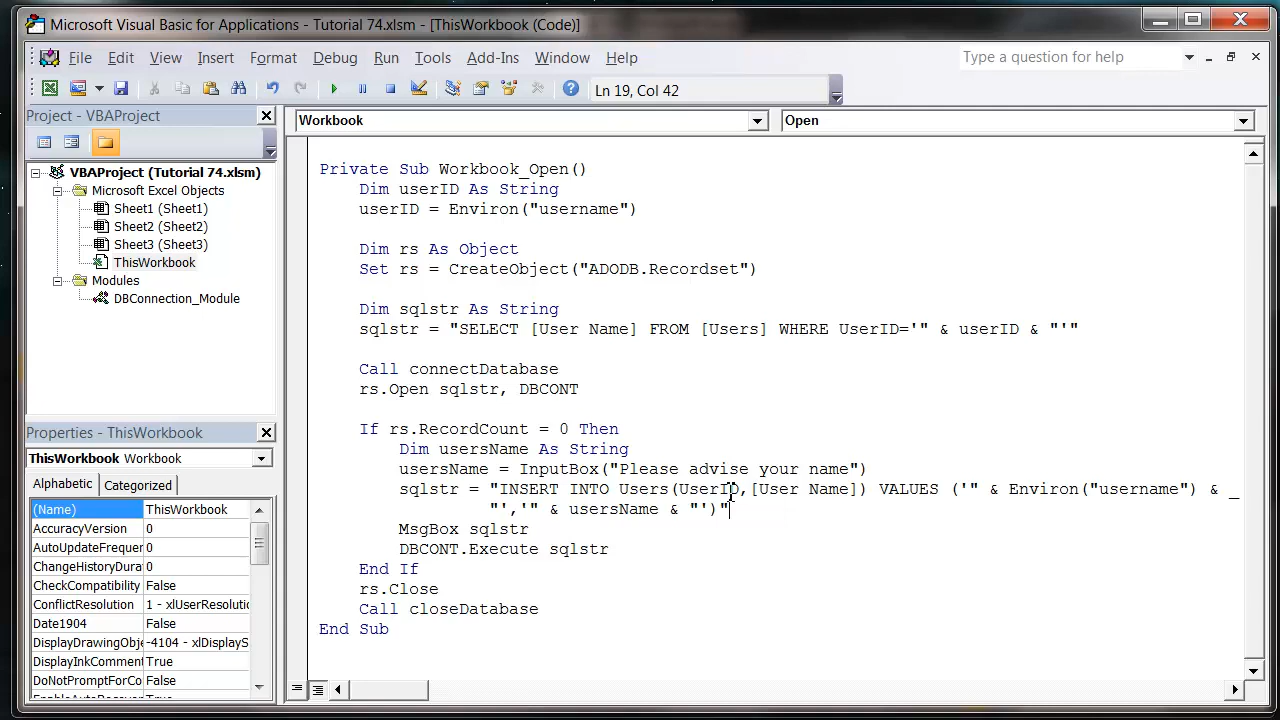 Microsoft Visual Basic for Applications - Tutorial 74.xlsm - [ThisWorkbook (Code)]
File Edit View Insert Format Debug Run Tools Add-Ins Window Help
Type a question for help
Ln 19, Col 42
Project - VBAProject
VBAProject (Tutorial 74.xlsm)
Microsoft Excel Objects
Sheet1 (Sheet1)
Sheet2 (Sheet2)
Sheet3 (Sheet3)
ThisWorkbook
Modules
DBConnection_Module
Properties - ThisWorkbook
ThisWorkbook Workbook
Alphabetic Categorized
(Name) ThisWorkbook
AccuracyVersion 0
AutoUpdateFrequen 0
ChangeHistoryDura 0
CheckCompatibility False
ConflictResolution 1 - xlUserResoluti
Date1904 False
DisplayDrawingObj -4104 - xlDisplayS
DisplayInkComment True
DoNotPromptForCo False
EnableAutoRecover True
Workbook
Open
Private Sub Workbook_Open()
Dim userID As String
userID = Environ("username")
Dim rs As Object
Set rs = CreateObject("ADODB.Recordset")
Dim sqlstr As String
sqlstr = "SELECT [User Name] FROM [Users] WHERE UserID='" & userID & "'"
Call connectDatabase
rs.Open sqlstr, DBCONT
If rs.RecordCount = 0 Then
Dim usersName As String
usersName = InputBox("Please advise your name")
sqlstr = "INSERT INTO Users(UserID,[User Name]) VALUES ('" & Environ("username") & _
"','" & usersName & "')"
MsgBox sqlstr
DBCONT.Execute sqlstr
End If
rs.Close
Call closeDatabase
End Sub